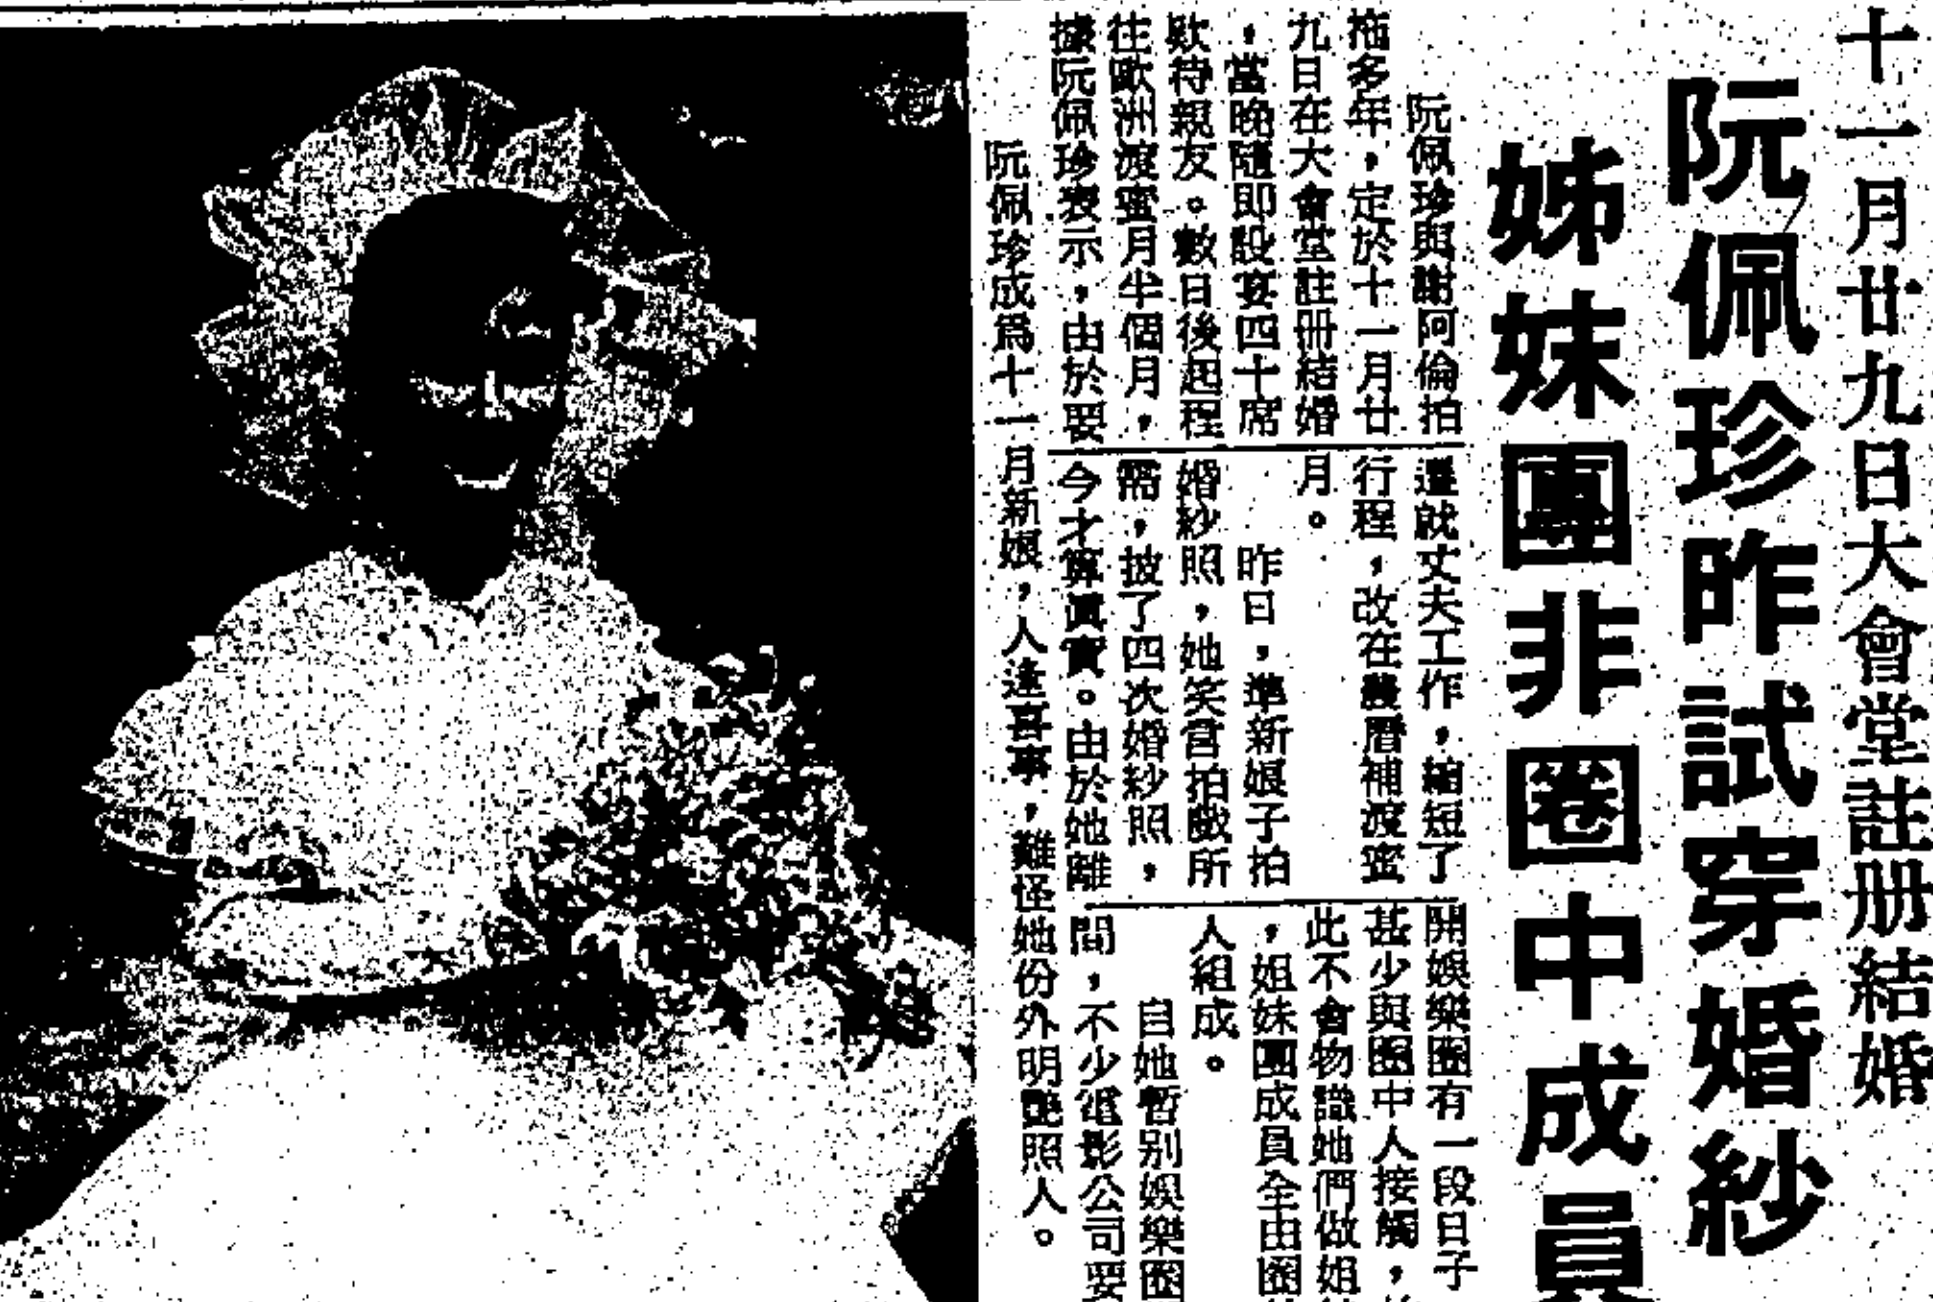 十一月廿九日大會堂註册結婚
阮佩珍昨試穿婚紗
姊妹團非圈中成員
阮佩珍與謝阿倫拍
拖多年，定於十一月廿
九日在大會堂註冊結婚
，當晚隨即設宴四十席
欵待親友。數日後起程
往歐洲渡蜜月半個月，
據阮佩珍表示，由於要
遷就丈夫工作，縮短了
行程，改在農曆補渡蜜
月。
昨日，準新娘子拍
婚紗照，她笑言拍戲所
需，披了四次婚紗照，
今才算眞實。由於她離
開娛樂圈有一段日子
甚少與圈中人接觸，
此不會物識她們做姐
，姐妹團成員全由圈
人組成。
自她暫別娛樂圈
間，不少電影公司要
阮佩珍成爲十一月新娘，人逢喜事，難怪她份外明艷照人。